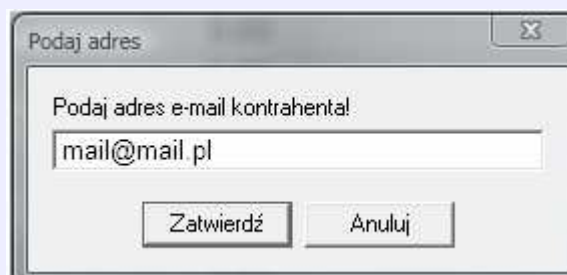 Podaj adres
Podaj adres e-mail kontrahenta!
mail@mail.pl
Zatwierdź Anuluj